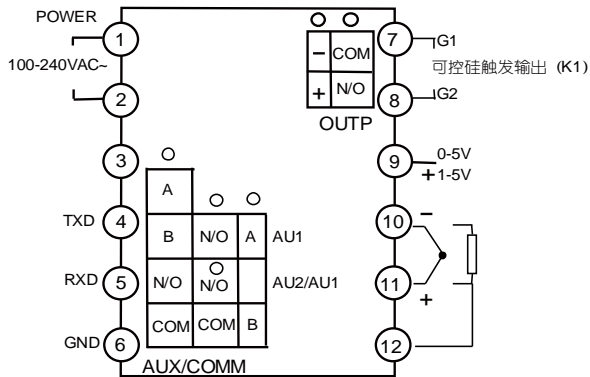 POWER
1
100-240VAC~
2
3
TXD 4
RXD 5
GND 6
A
B N/O A AU1
N/O N/O AU2/AU1
COM COM B
AUX/COMM
− COM
+ N/O
OUTP
7 G1
可控硅触发输出 (K1)
8 G2
9 0-5V
+ 1-5V
10 −
11 +
12